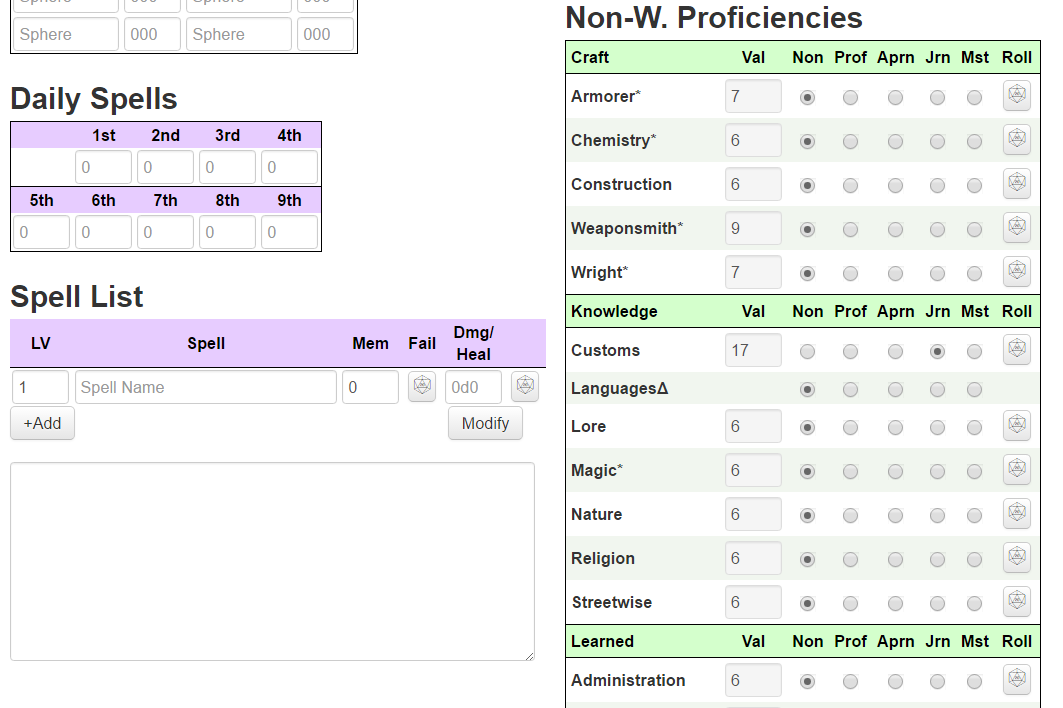 Sphere 000 Sphere 000
Sphere 000 Sphere 000
Daily Spells
1st 2nd 3rd 4th
0 0 0 0
5th 6th 7th 8th 9th
0 0 0 0 0
Spell List
LV Spell Mem Fail Dmg/
Heal
1 Spell Name 0 0d0
+Add Modify
Non-W. Proficiencies
Craft Val Non Prof Aprn Jrn Mst Roll
Armorer* 7
Chemistry* 6
Construction 6
Weaponsmith* 9
Wright* 7
Knowledge Val Non Prof Aprn Jrn Mst Roll
Customs 17
LanguagesΔ
Lore 6
Magic* 6
Nature 6
Religion 6
Streetwise 6
Learned Val Non Prof Aprn Jrn Mst Roll
Administration 6